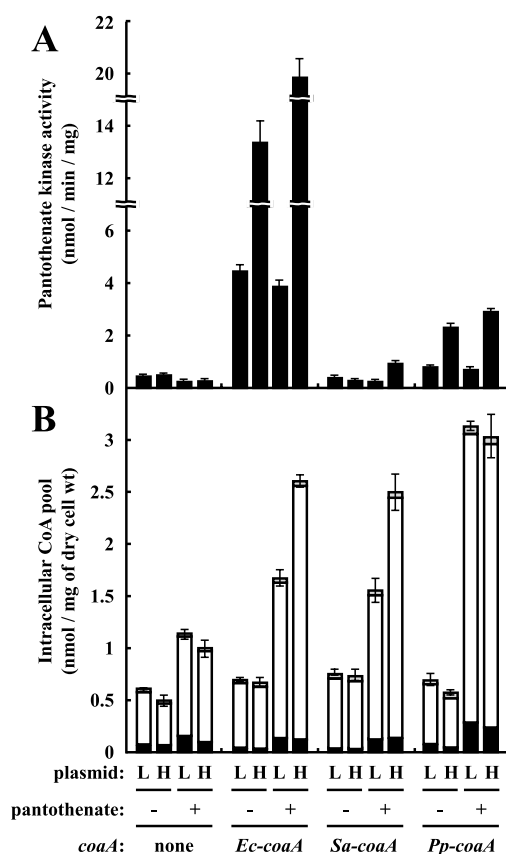 A
Pantothenate kinase activity
(nmol / min / mg)
22
20
14
12
6
4
2
0
B
Intracellular CoA pool
(nmol / mg of dry cell wt)
3
2.5
2
1.5
1
0.5
0
plasmid: L H L H L H L H L H L H L H L H
pantothenate: - + - + - + - +
coaA: none Ec-coaA Sa-coaA Pp-coaA